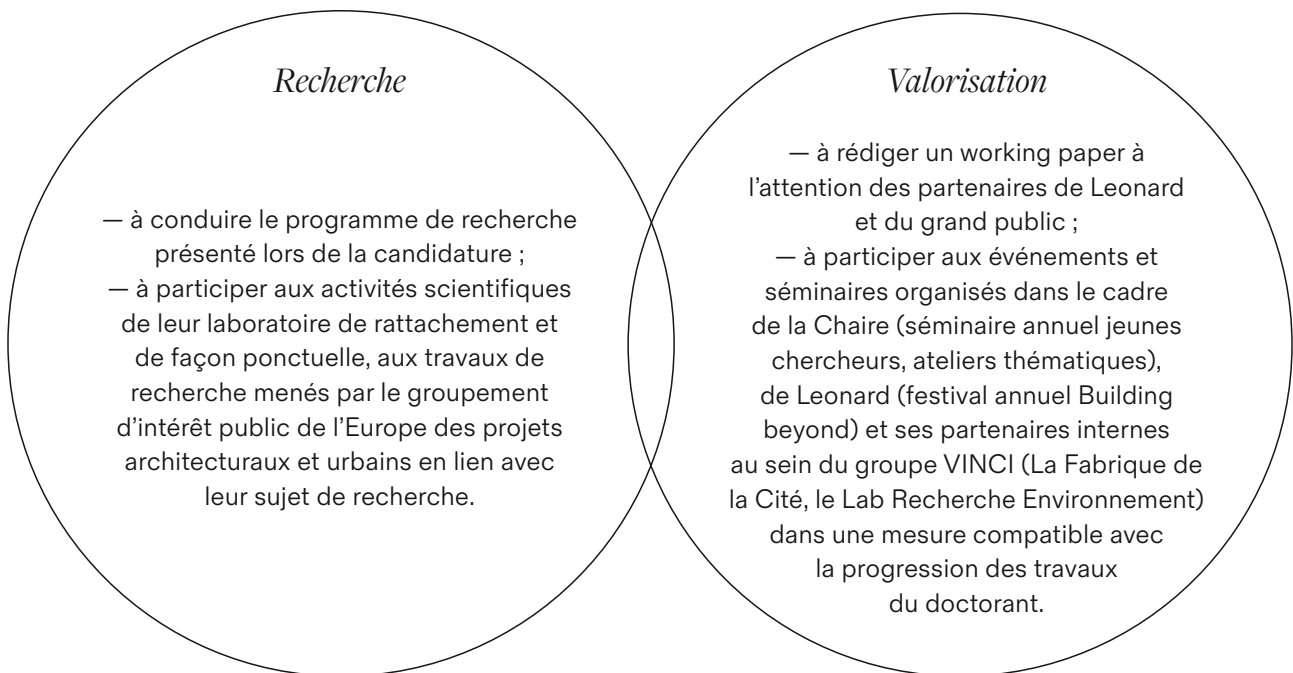 Recherche
— à conduire le programme de recherche
présenté lors de la candidature ;
— à participer aux activités scientifiques
de leur laboratoire de rattachement et
de façon ponctuelle, aux travaux de
recherche menés par le groupement
d’intérêt public de l’Europe des projets
architecturaux et urbains en lien avec
leur sujet de recherche.
Valorisation
— à rédiger un working paper à
l’attention des partenaires de Leonard
et du grand public ;
— à participer aux événements et
séminaires organisés dans le cadre
de la Chaire (séminaire annuel jeunes
chercheurs, ateliers thématiques),
de Leonard (festival annuel Building
beyond) et ses partenaires internes
au sein du groupe VINCI (La Fabrique de
la Cité, le Lab Recherche Environnement)
dans une mesure compatible avec
la progression des travaux
du doctorant.